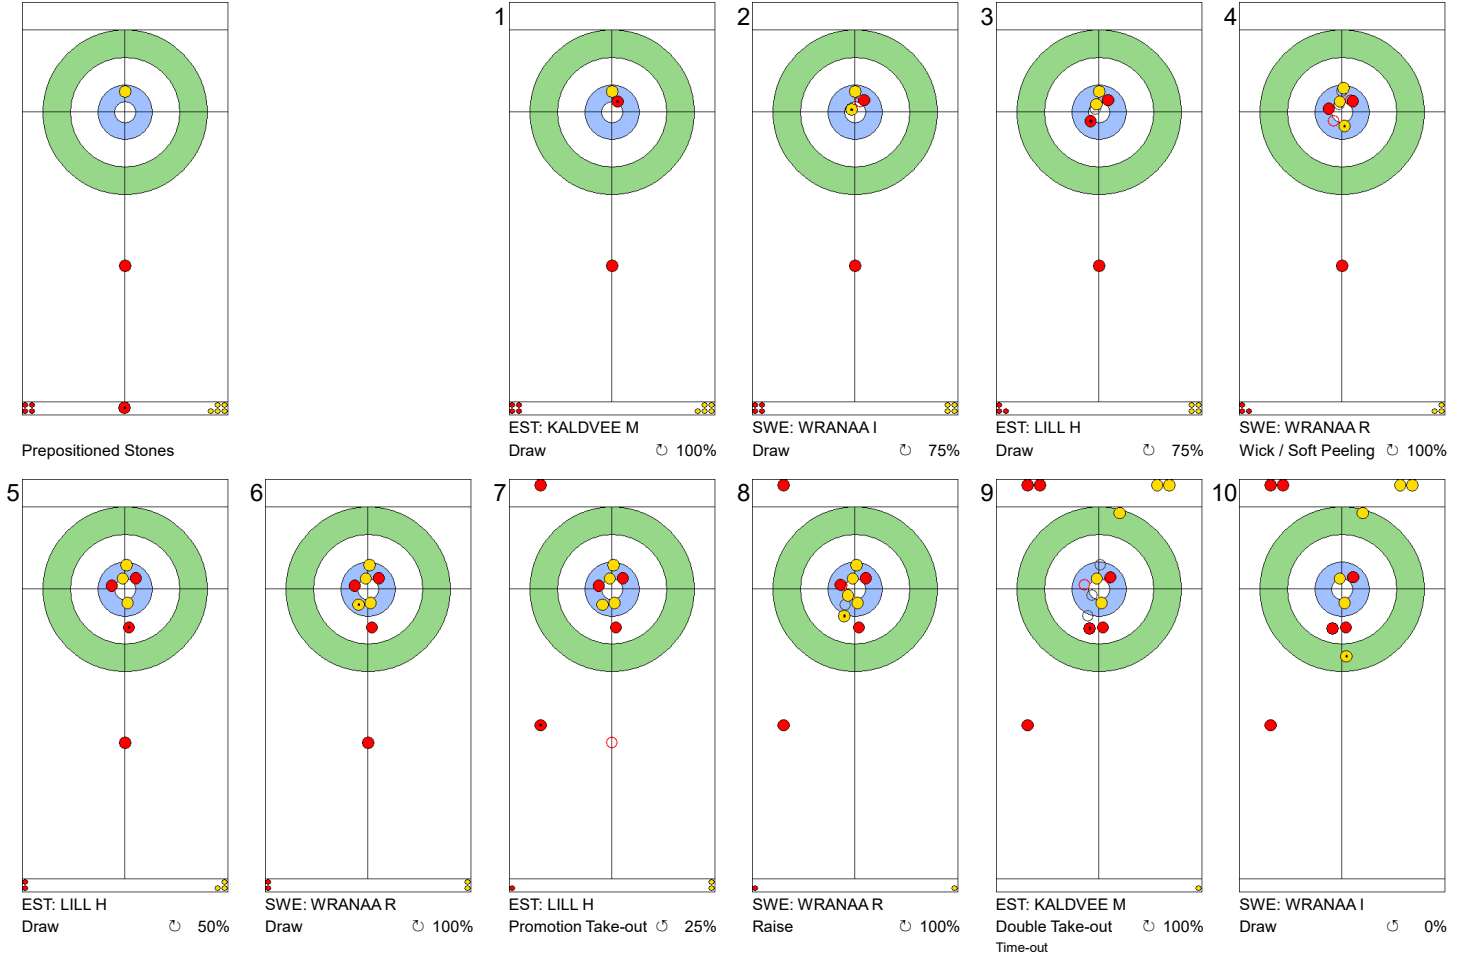 Prepositioned Stones
1
EST: KALDVEE M
Draw 100%
2
SWE: WRANAA I
Draw 75%
3
EST: LILL H
Draw 75%
4
SWE: WRANAA R
Wick / Soft Peeling 100%
5
EST: LILL H
Draw 50%
6
SWE: WRANAA R
Draw 100%
7
EST: LILL H
Promotion Take-out 25%
8
SWE: WRANAA R
Raise 100%
9
EST: KALDVEE M
Double Take-out 100%
Time-out
10
SWE: WRANAA I
Draw 0%